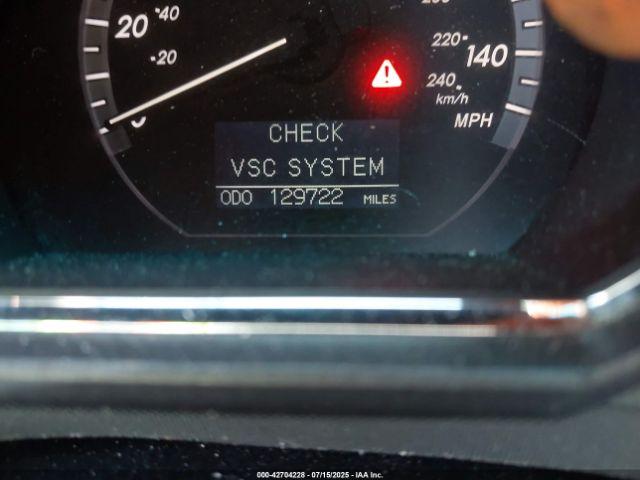 20
40
20
220
140
240
km/h
MPH
0
CHECK
VSC SYSTEM
ODO 129722 MILES
000-42704228 - 07/15/2025 - IAA Inc.